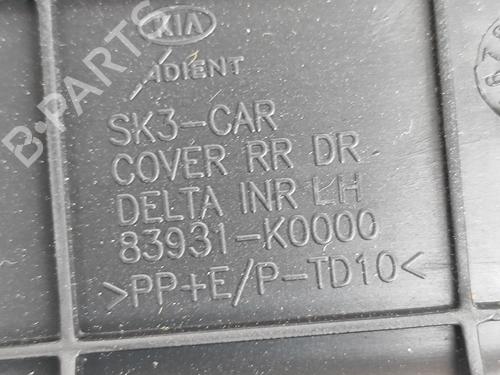 KIA
ADIENT
SK3-CAR
COVER RR DR
DELTA INR LH
83931-K0000
>PP+E/P-TD10<
B-PARTS